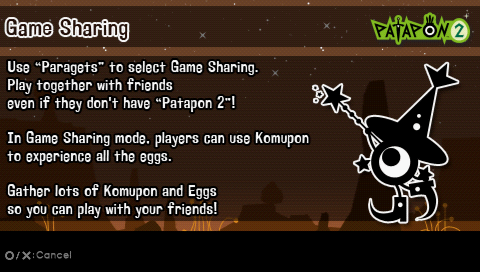 Game Sharing
PATAPON 2
Use “Paragets” to select Game Sharing.
Play together with friends
even if they don't have “Patapon 2”!
In Game Sharing mode, players can use Komupon
to experience all the eggs.
Gather lots of Komupon and Eggs
so you can play with your friends!
O/X:Cancel